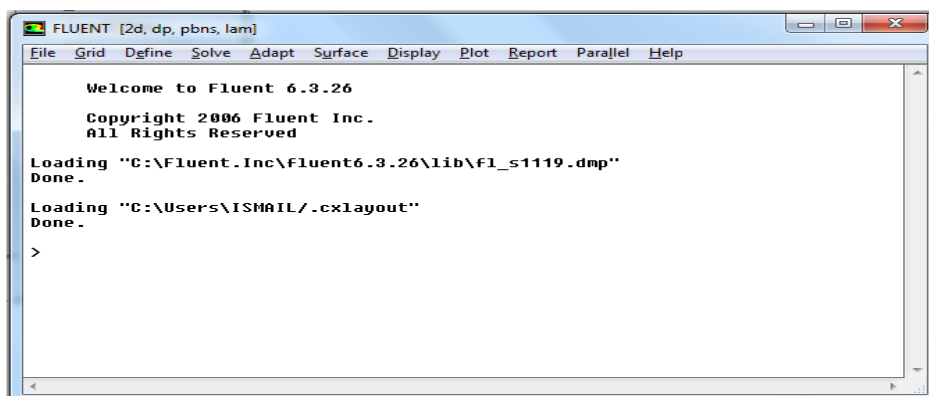 FLUENT [2d, dp, pbns, lam]
File Grid Define Solve Adapt Surface Display Plot Report Parallel Help
Welcome to Fluent 6.3.26
Copyright 2006 Fluent Inc.
All Rights Reserved
Loading "C:\Fluent.Inc\fluent6.3.26\lib\fl_s1119.dmp"
Done.
Loading "C:\Users\ISMAIL/.cxlayout"
Done.
>